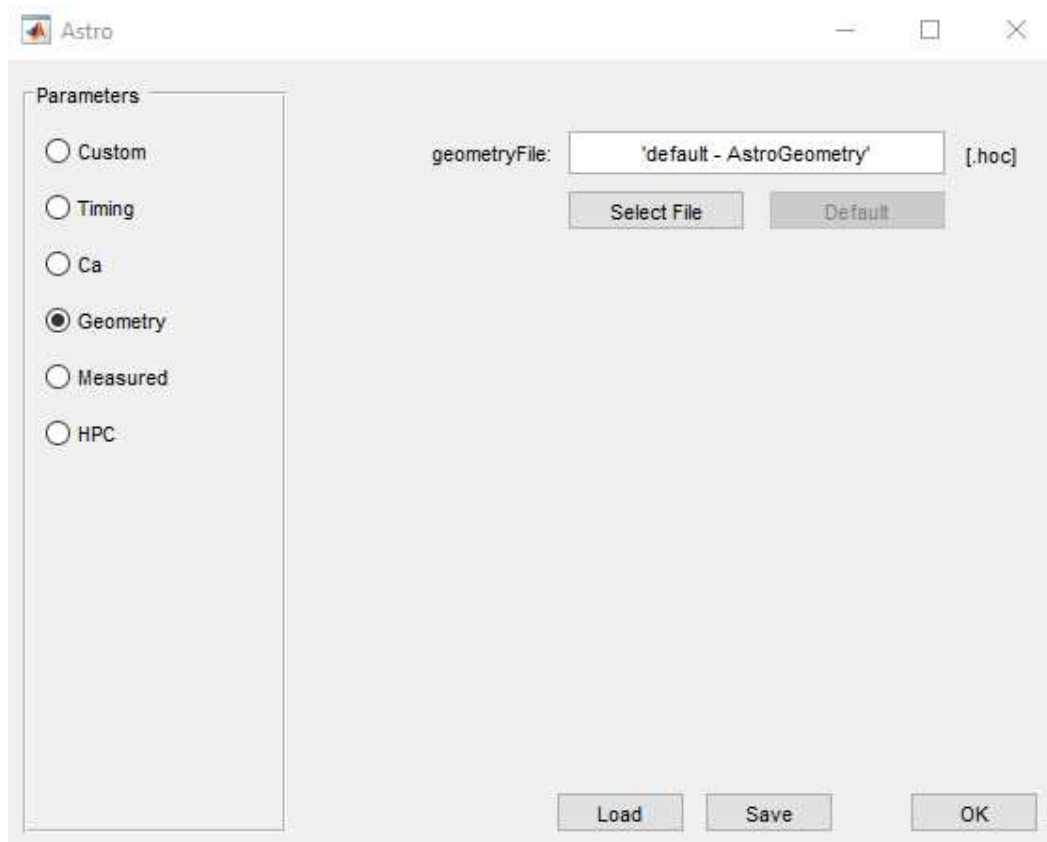 Astro
Parameters
Custom
Timing
Ca
Geometry
Measured
HPC
geometryFile: 'default - AstroGeometry' [.hoc]
Select File Default
Load Save OK